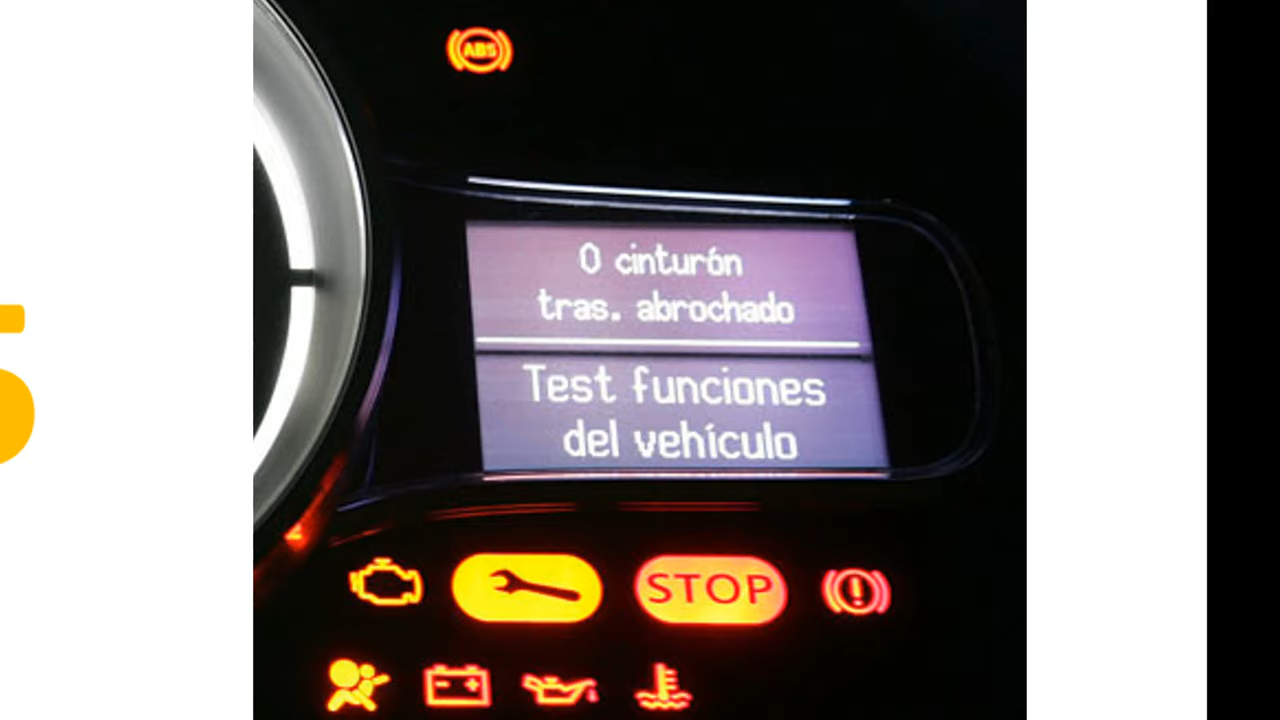 ABS
0 cinturón
tras. abrochado
Test funciones
del vehículo
STOP